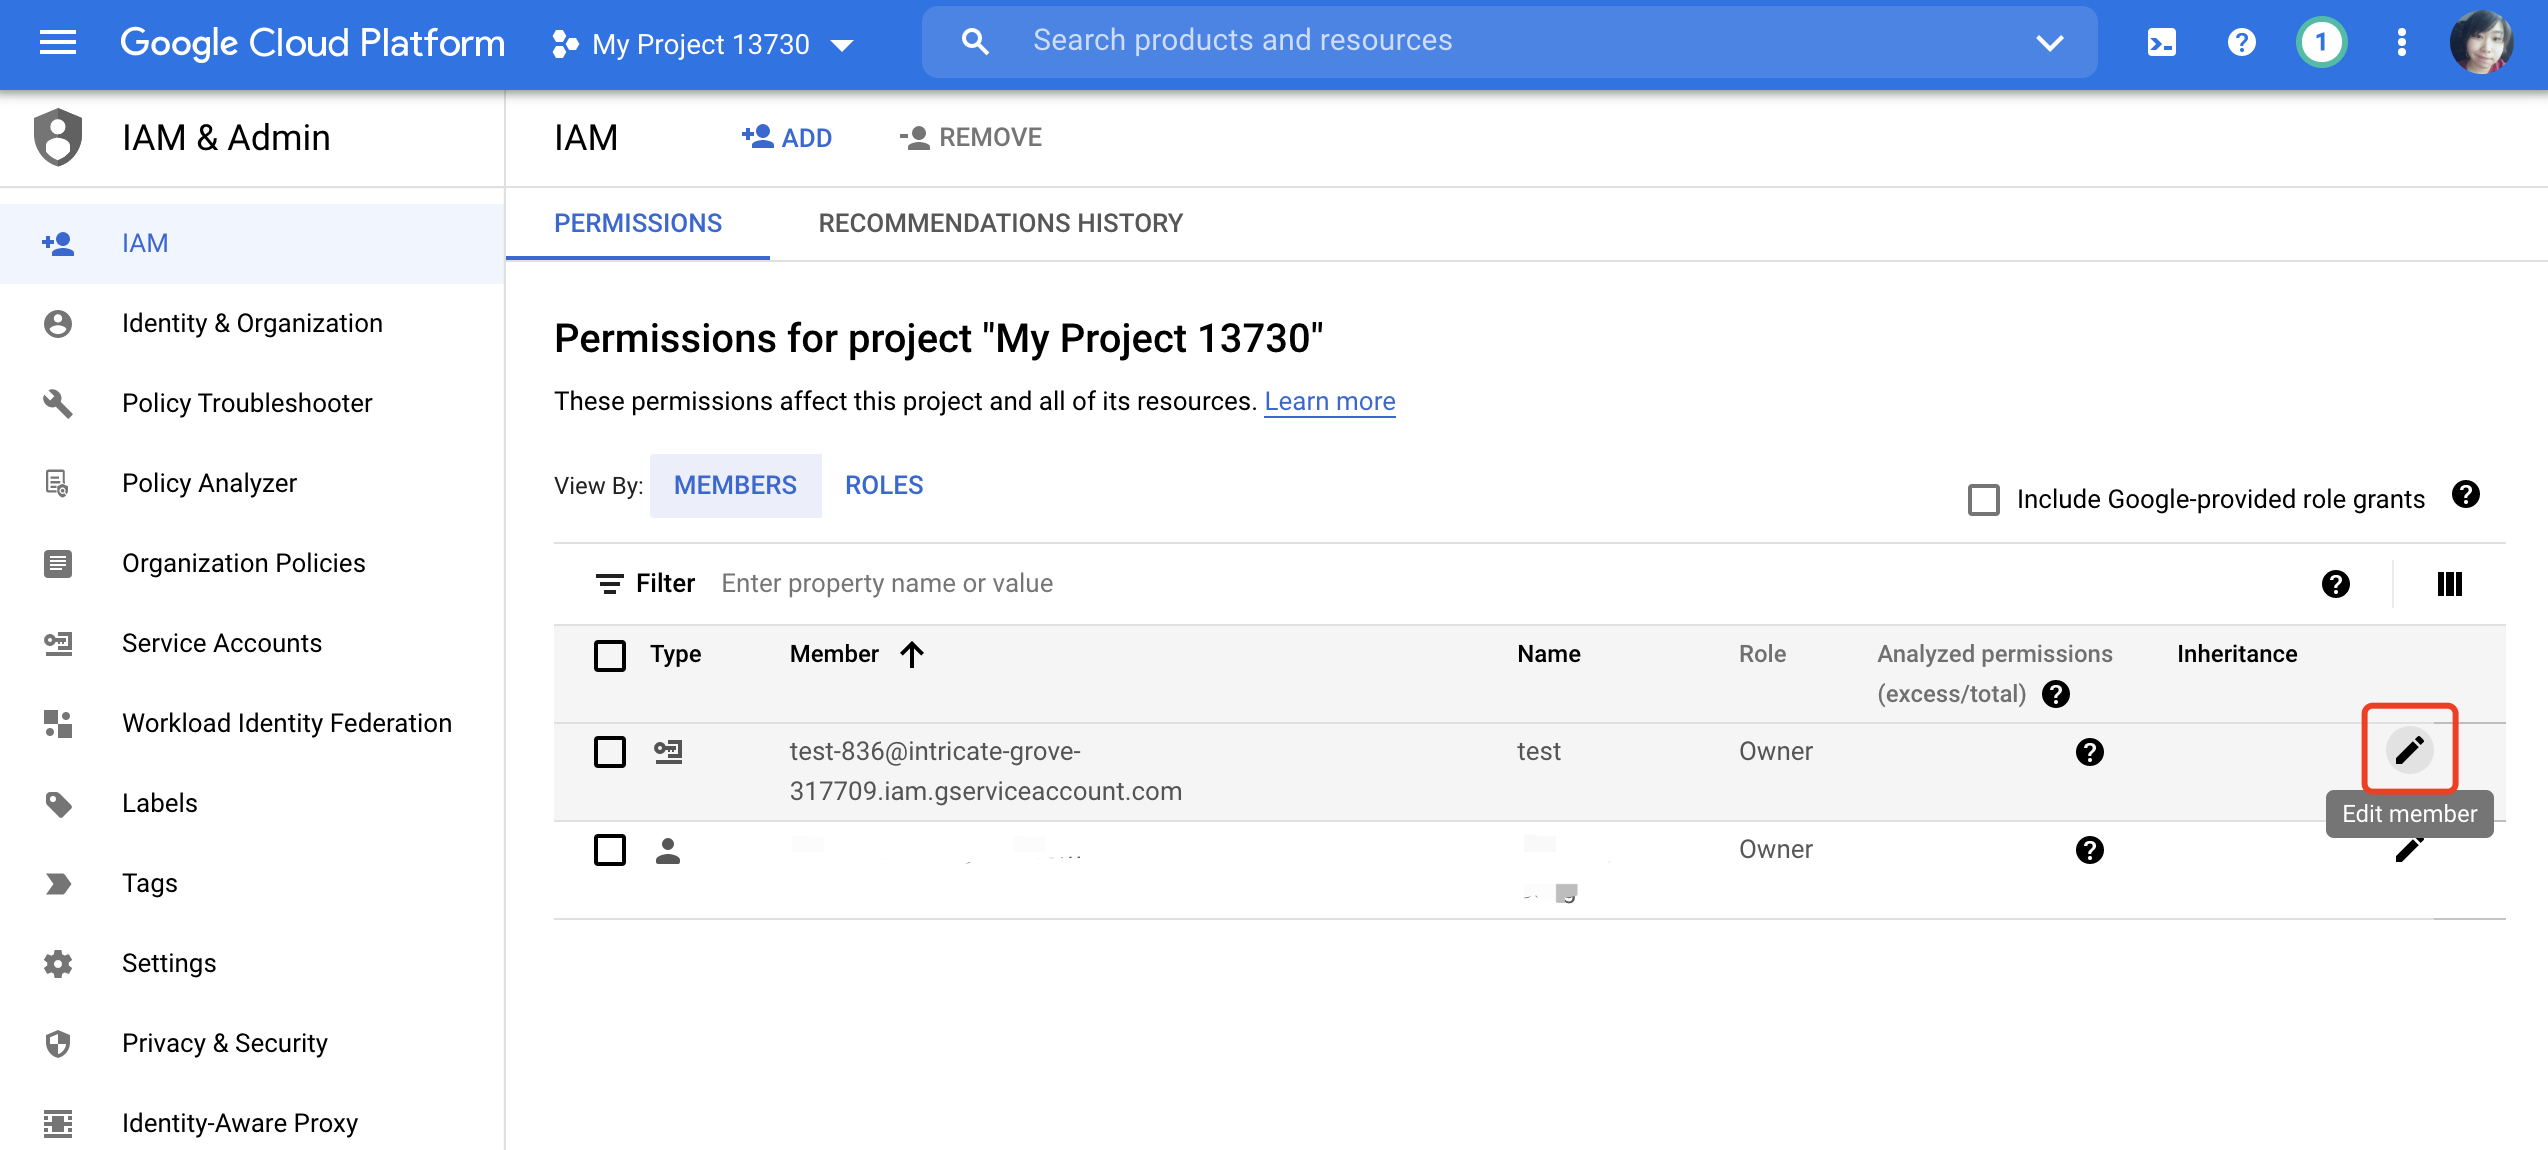 Google Cloud Platform
My Project 13730
Search products and resources
1
IAM & Admin
IAM
ADD
REMOVE
IAM
Identity & Organization
Policy Troubleshooter
Policy Analyzer
Organization Policies
Service Accounts
Workload Identity Federation
Labels
Tags
Settings
Privacy & Security
Identity-Aware Proxy
PERMISSIONS
RECOMMENDATIONS HISTORY
Permissions for project "My Project 13730"
These permissions affect this project and all of its resources. Learn more
View By: MEMBERS ROLES
Include Google-provided role grants
Filter Enter property name or value
Type Member Name Role Analyzed permissions Inheritance
(excess/total)
test-836@intricate-grove- test Owner
317709.iam.gserviceaccount.com
Edit member
Owner